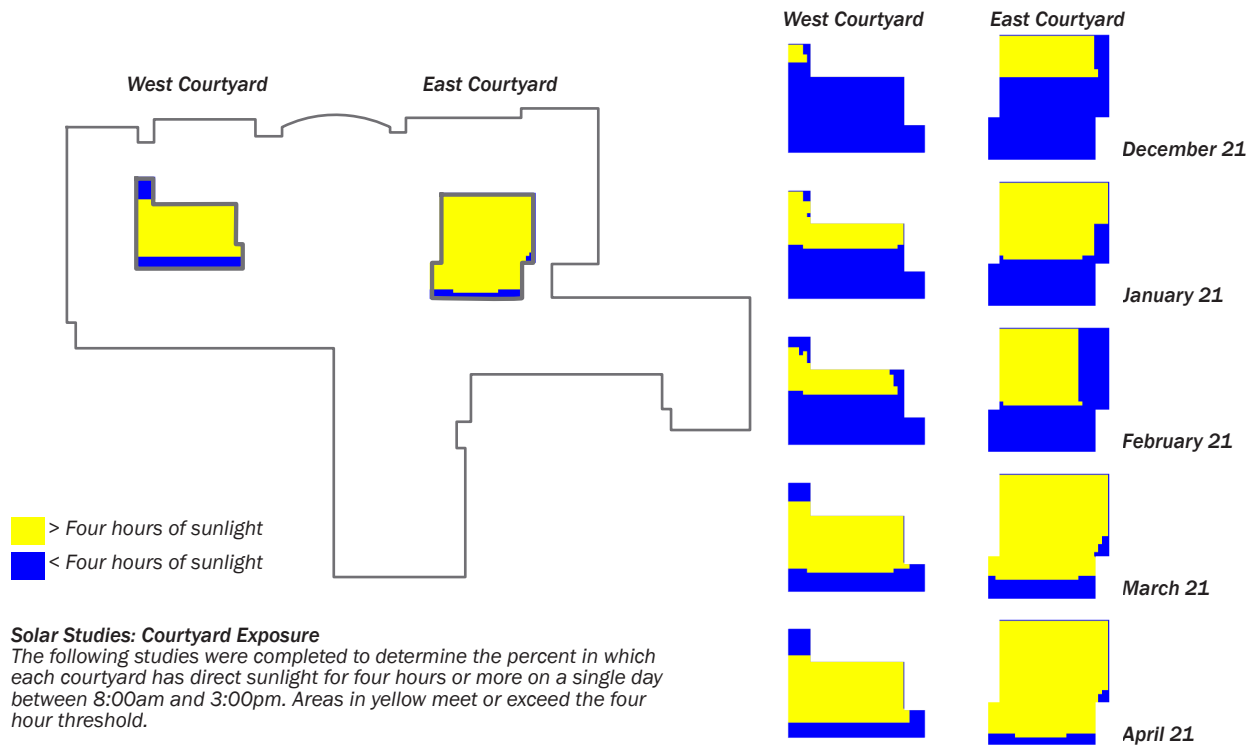 West Courtyard
East Courtyard
West Courtyard
East Courtyard
December 21
January 21
February 21
March 21
April 21
> Four hours of sunlight
< Four hours of sunlight
Solar Studies: Courtyard Exposure
The following studies were completed to determine the percent in which
each courtyard has direct sunlight for four hours or more on a single day
between 8:00am and 3:00pm. Areas in yellow meet or exceed the four
hour threshold.